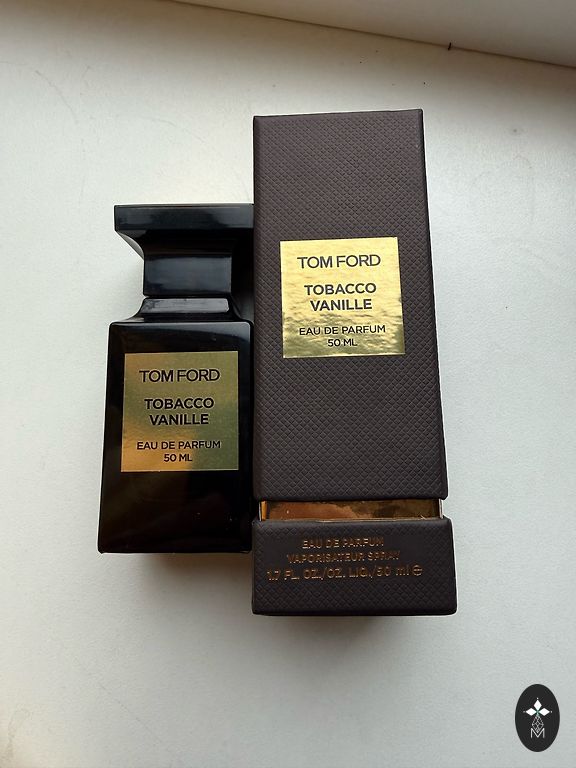 TOM FORD
TOBACCO
VANILLE
EAU DE PARFUM
50 ML
TOM FORD
TOBACCO
VANILLE
EAU DE PARFUM
50 ML
EAU DE PARFUM
VAPORISATEUR SPRAY
1.7 FL. OZ./OZ. LIQ./50 ml ℮
M